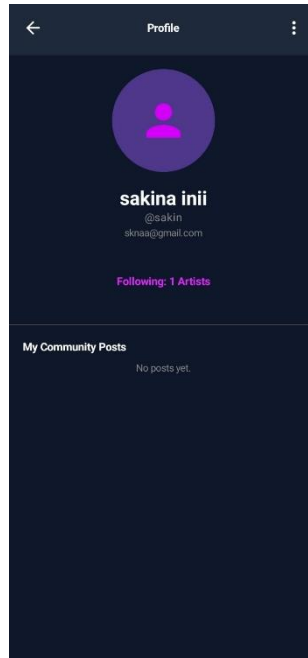 Profile
sakina inii
@sakin
sknaa@gmail.com
Following: 1 Artists
My Community Posts
No posts yet.